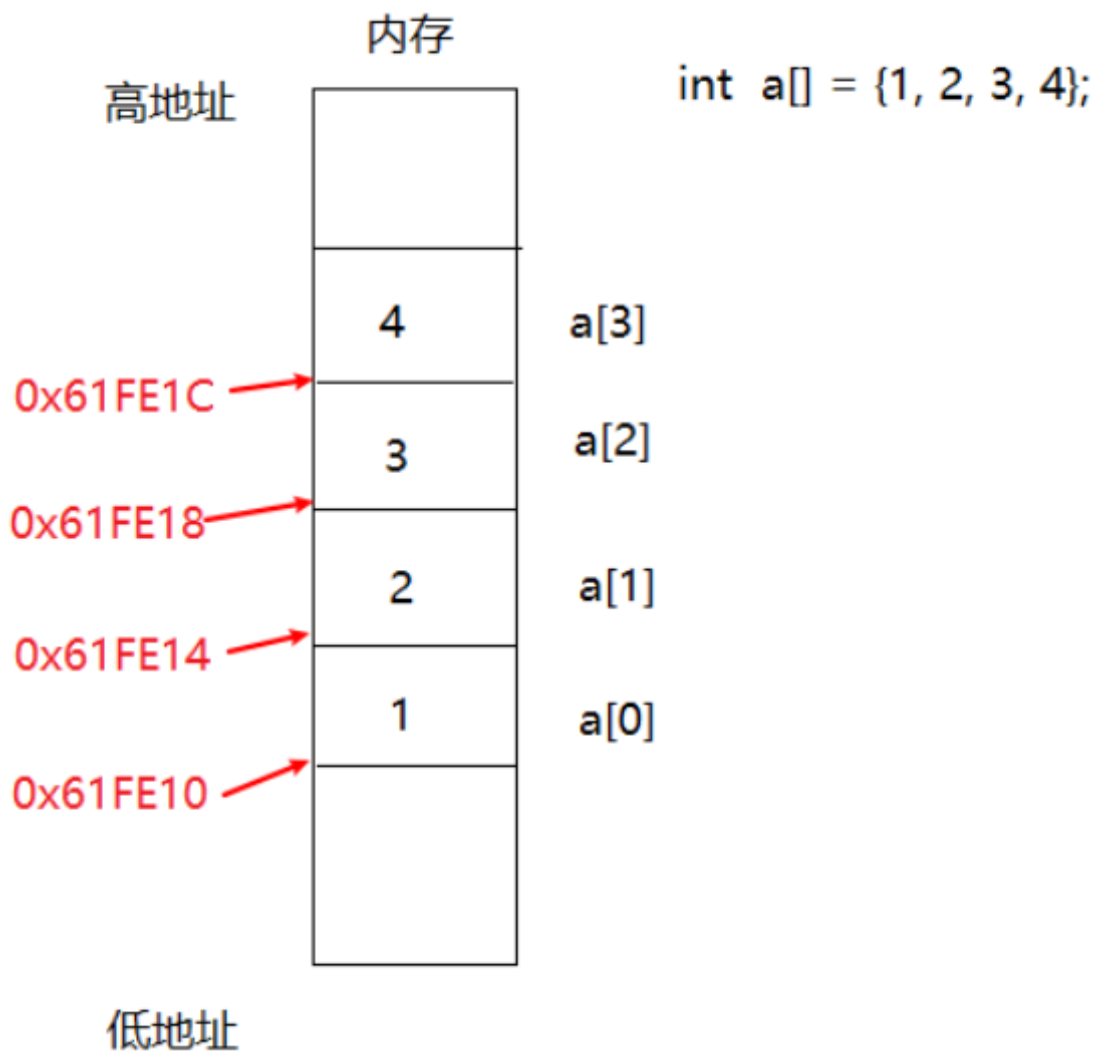 内存
高地址
int a[] = {1, 2, 3, 4};
4 a[3]
0x61FE1C
3 a[2]
0x61FE18
2 a[1]
0x61FE14
1 a[0]
0x61FE10
低地址